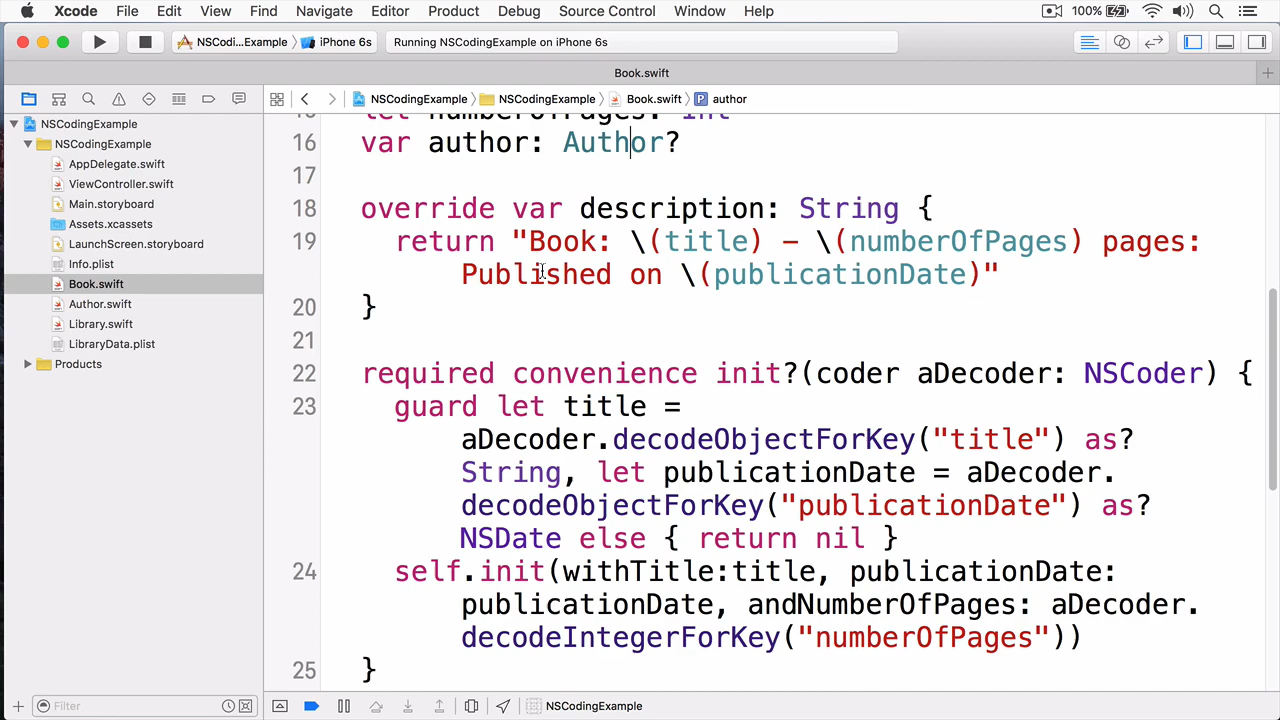 Xcode File Edit View Find Navigate Editor Product Debug Source Control Window Help 100%
NSCodi...Example iPhone 6s Running NSCodingExample on iPhone 6s
Book.swift
NSCodingExample NSCodingExample Book.swift P author
NSCodingExample
NSCodingExample
AppDelegate.swift
ViewController.swift
Main.storyboard
Assets.xcassets
LaunchScreen.storyboard
Info.plist
Book.swift
Author.swift
Library.swift
LibraryData.plist
Products
Filter
15 let numberOfPages: Int
16 var author: Author?
17
18 override var description: String {
19 return "Book: \(title) - \(numberOfPages) pages:
Published on \(publicationDate)"
20 }
21
22 required convenience init?(coder aDecoder: NSCoder) {
23 guard let title =
aDecoder.decodeObjectForKey("title") as?
String, let publicationDate = aDecoder.
decodeObjectForKey("publicationDate") as?
NSDate else { return nil }
24 self.init(withTitle:title, publicationDate:
publicationDate, andNumberOfPages: aDecoder.
decodeIntegerForKey("numberOfPages"))
25 }
NSCodingExample